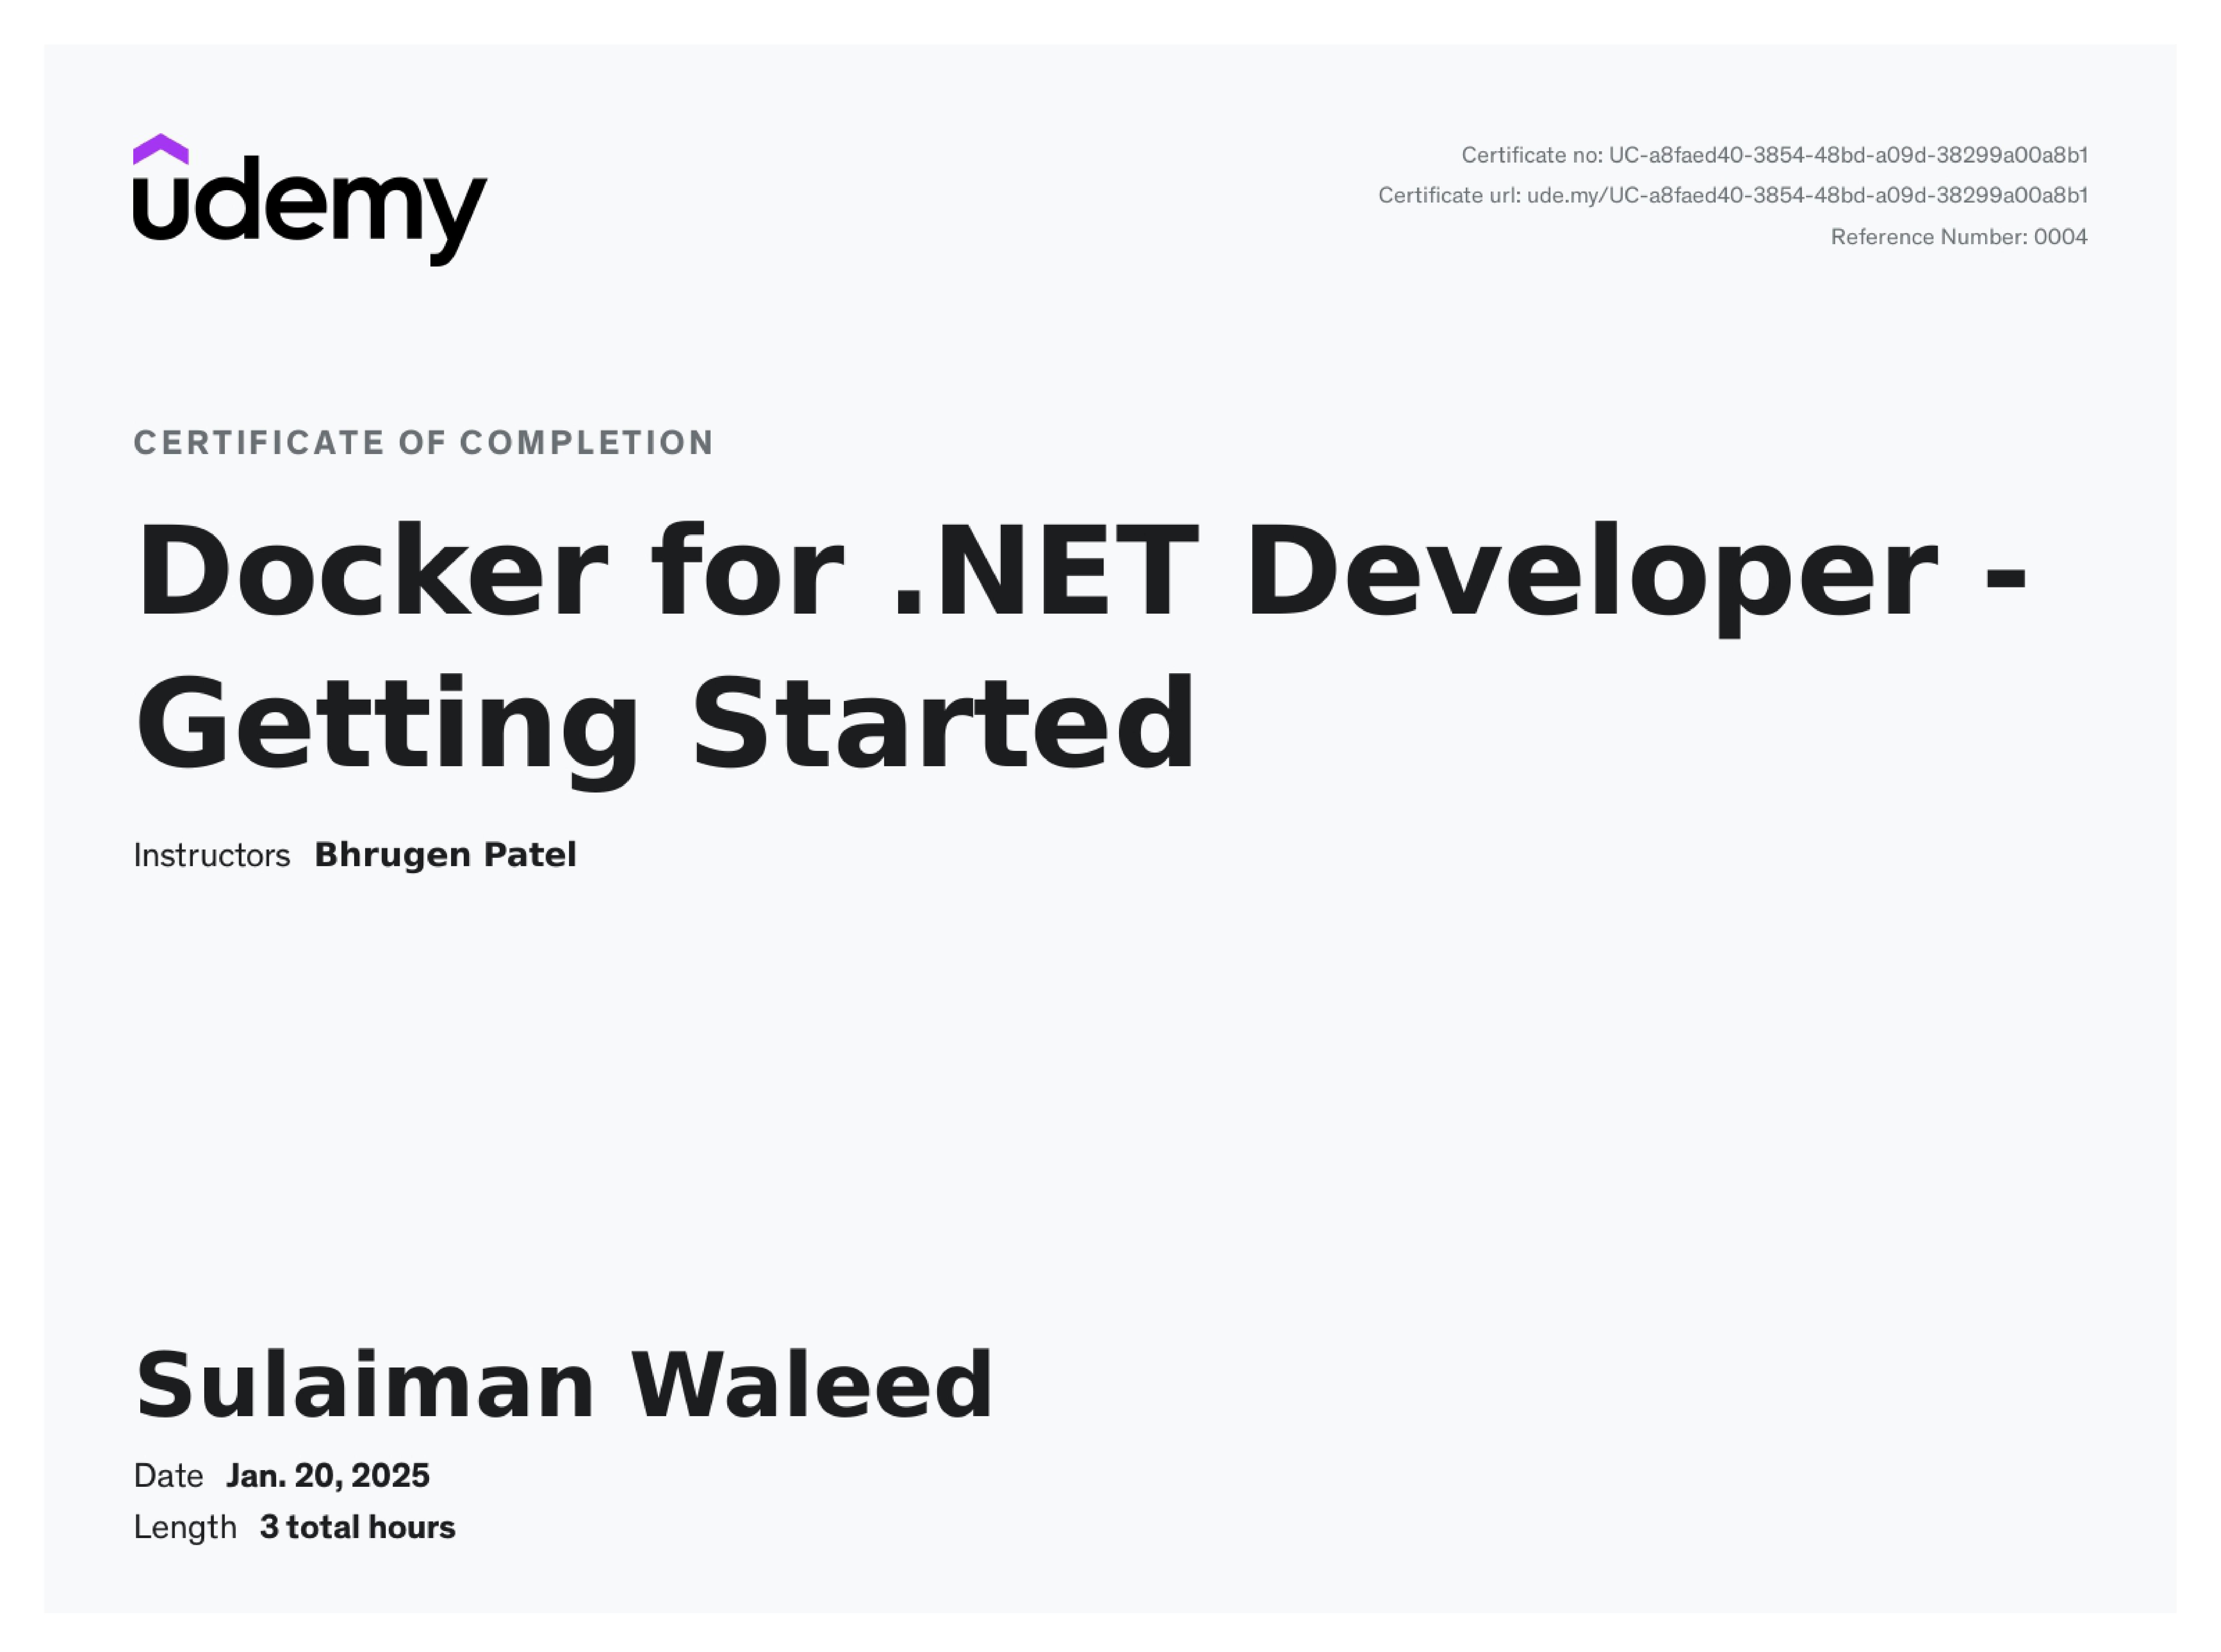 udemy
Certificate no: UC-a8faed40-3854-48bd-a09d-38299a00a8b1
Certificate url: ude.my/UC-a8faed40-3854-48bd-a09d-38299a00a8b1
Reference Number: 0004
CERTIFICATE OF COMPLETION
Docker for .NET Developer -
Getting Started
Instructors Bhrugen Patel
Sulaiman Waleed
Date Jan. 20, 2025
Length 3 total hours